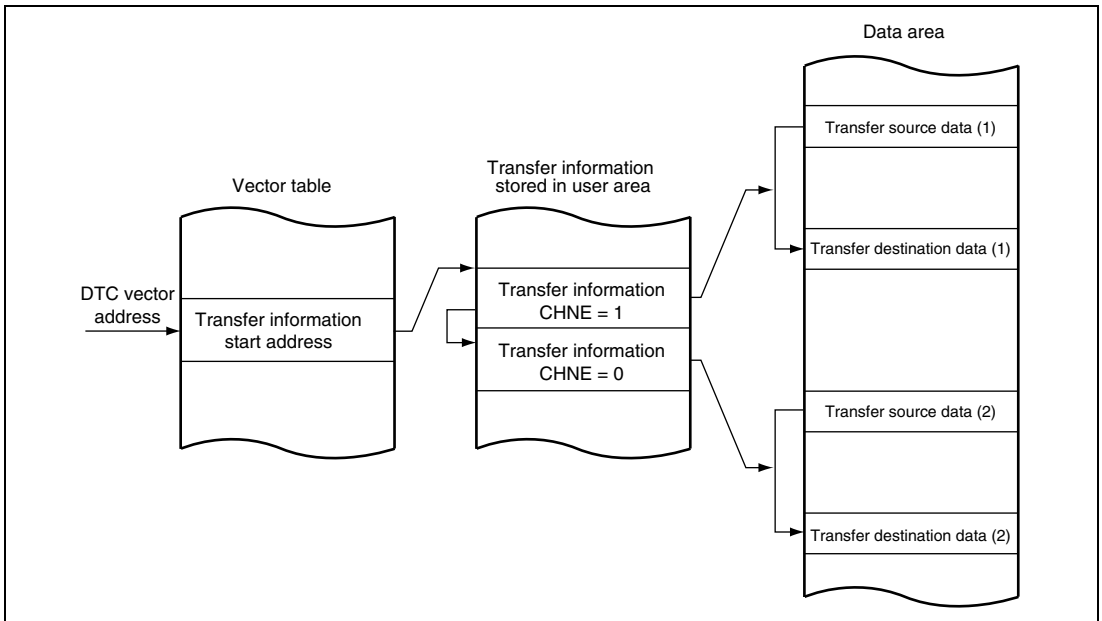 Data area
Transfer source data (1)
Transfer information
stored in user area
Vector table
Transfer destination data (1)
DTC vector
address
Transfer information
CHNE = 1
Transfer information
start address
Transfer information
CHNE = 0
Transfer source data (2)
Transfer destination data (2)